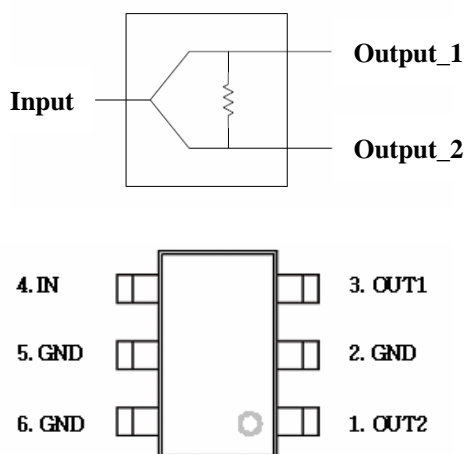 Output_1
Input
Output_2
4. IN
3. OUT1
5. GND
2. GND
6. GND
1. OUT2